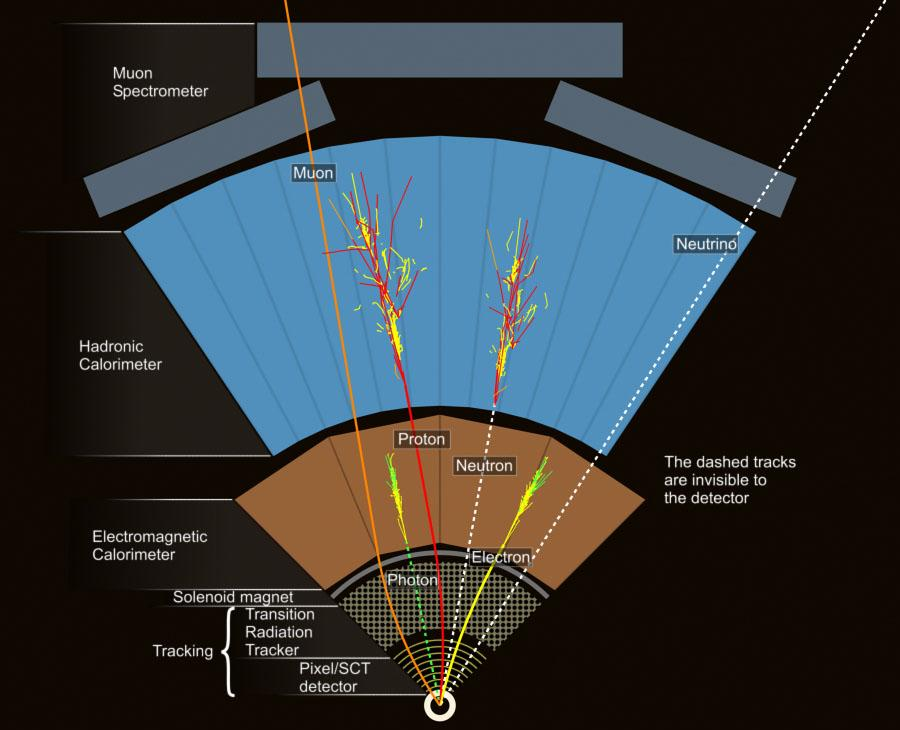 Muon
Spectrometer
Muon
Neutrino
Hadronic
Calorimeter
Proton
Neutron
The dashed tracks
are invisible to
the detector
Electromagnetic
Calorimeter
Electron
Photon
Solenoid magnet
Transition
Radiation
Tracker
Tracking
Pixel/SCT
detector